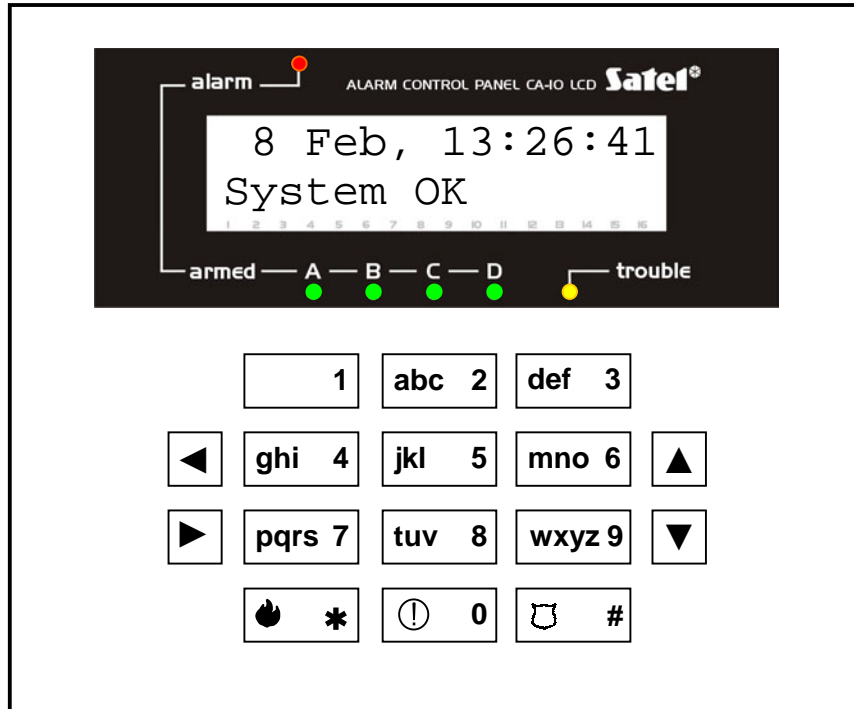 alarm
ALARM CONTROL PANEL CA-10 LCD Satel®
8 Feb, 13:26:41
System OK
1 2 3 4 5 6 7 8 9 10 11 12 13 14 15 16
armed A B C D trouble
1 abc 2 def 3
◄ ghi 4 jkl 5 mno 6 ▲
► pqrs 7 tuv 8 wxyz 9 ▼
* 0 #